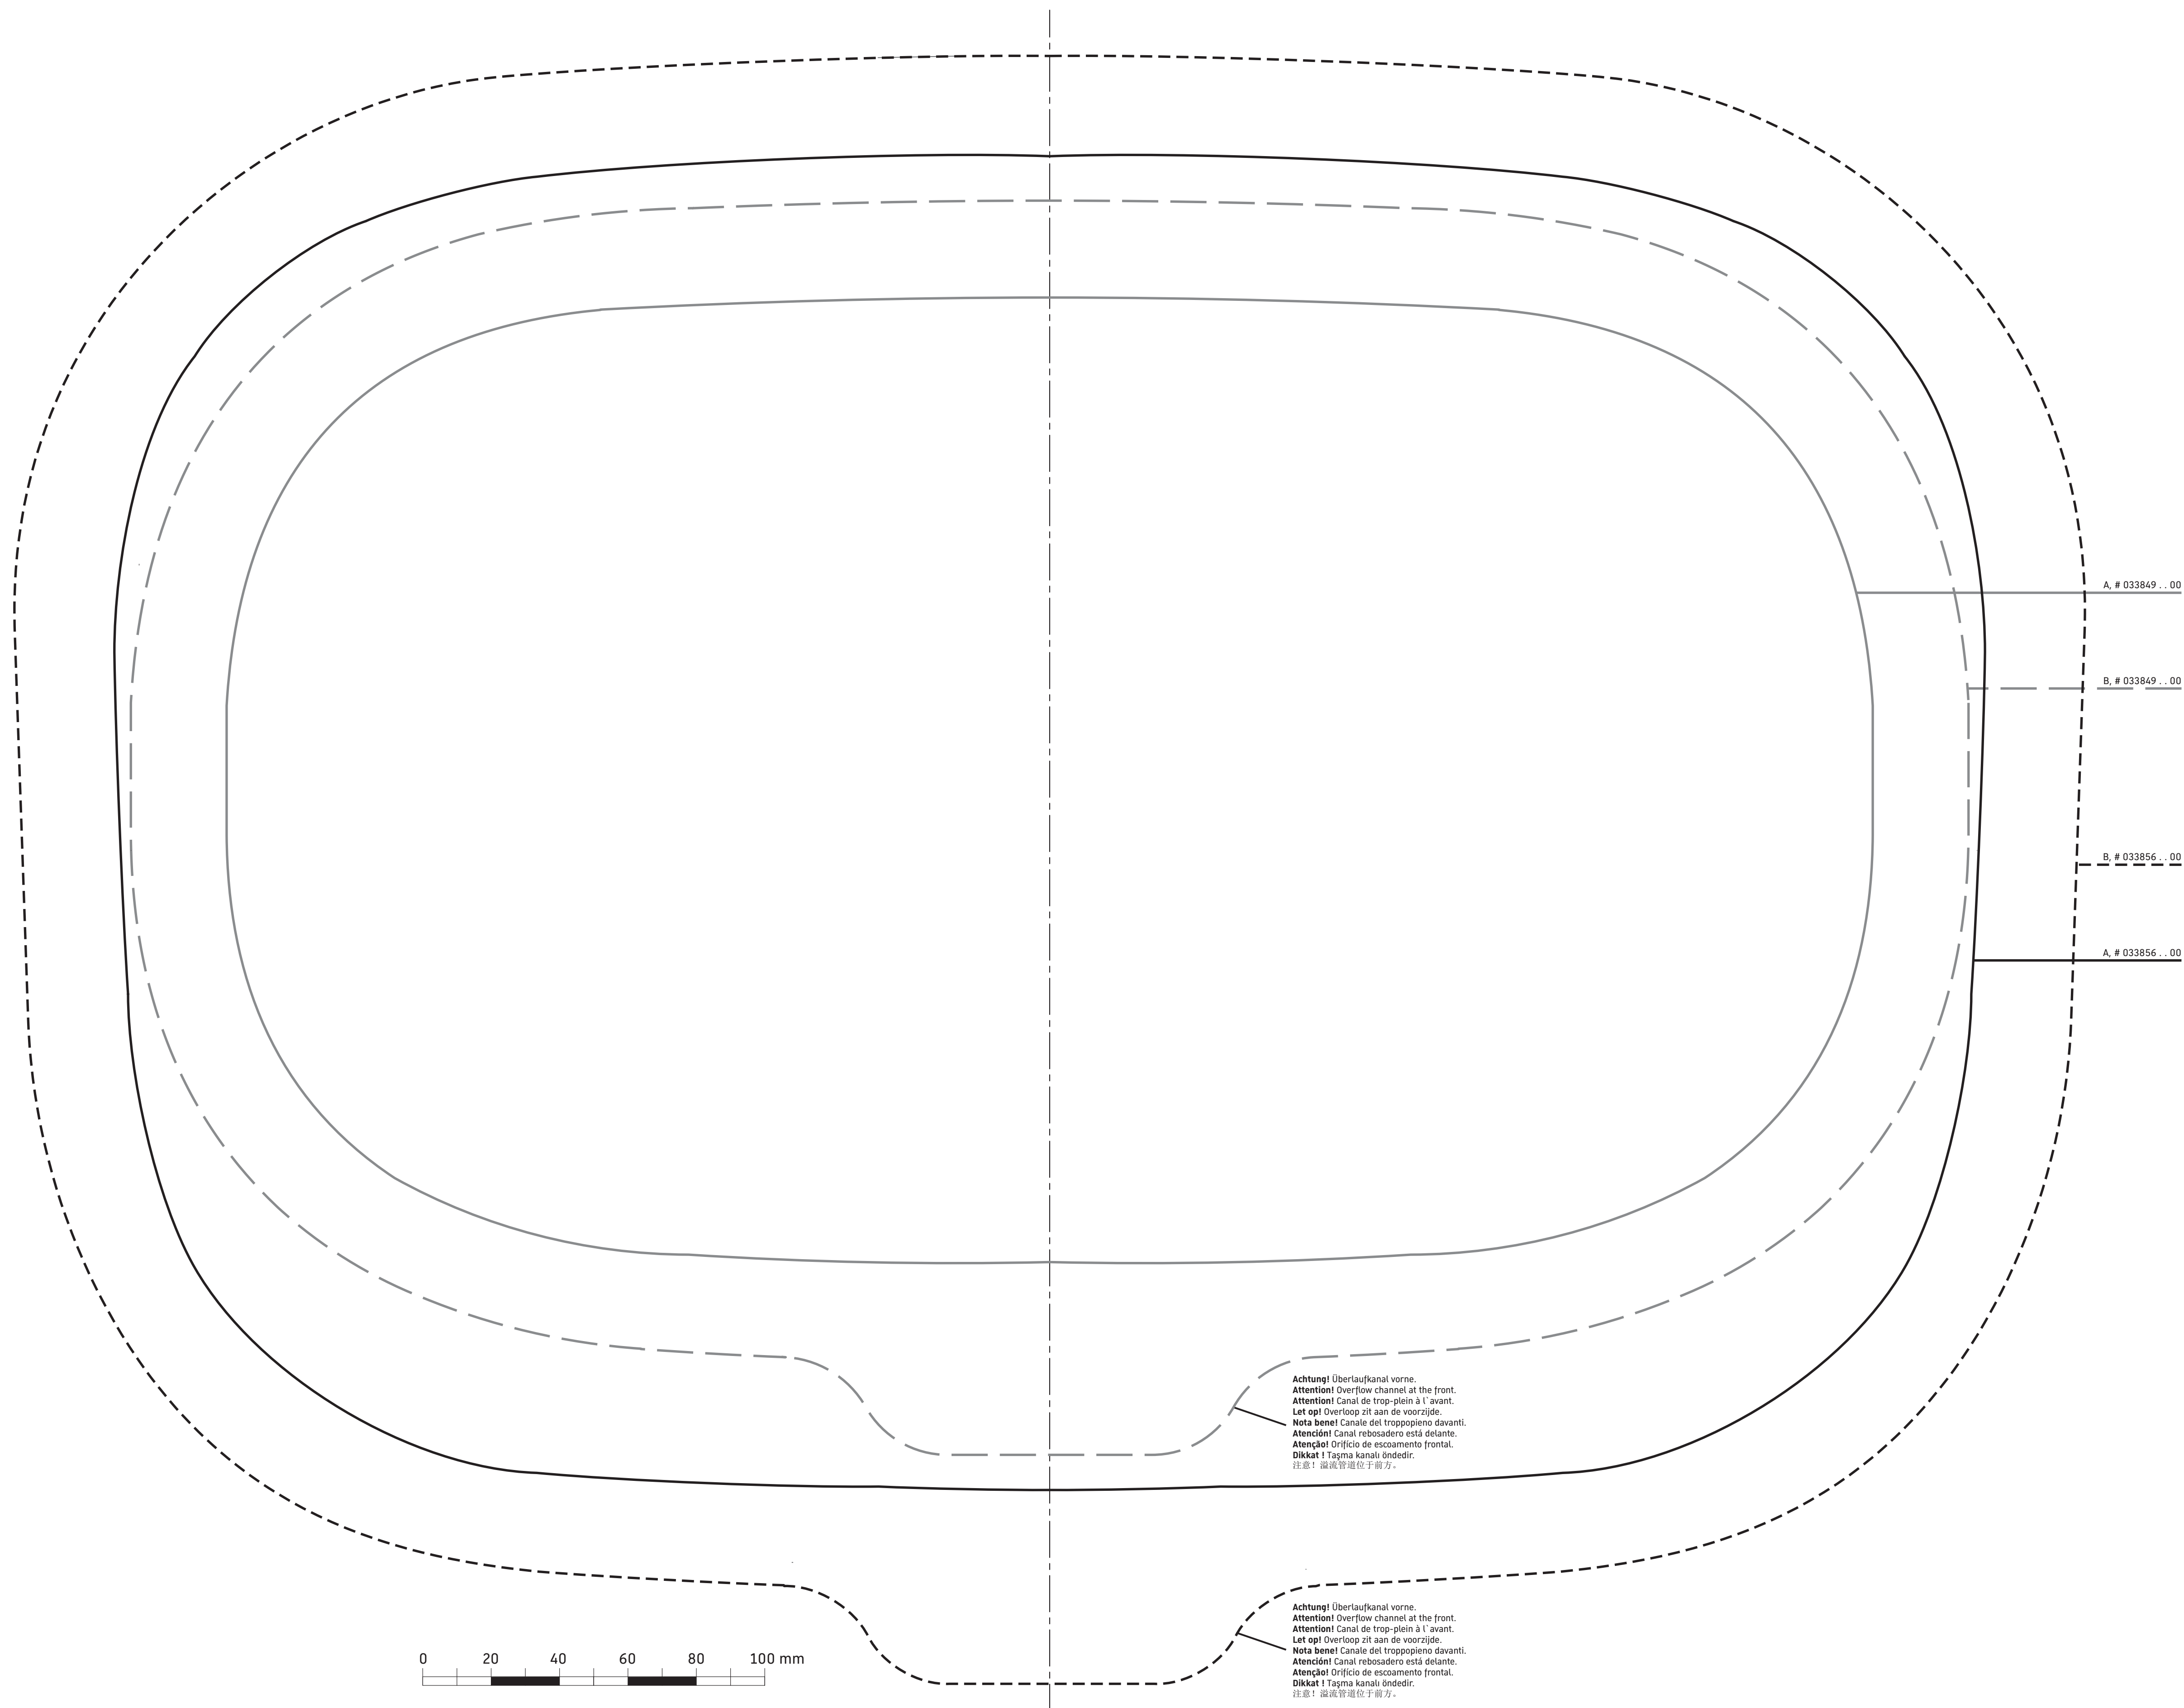 A, # 033849 . . 00
B, # 033849 . . 00
B, # 033856 . . 00
A, # 033856 . . 00
Achtung! Überlaufkanal vorne.
Attention! Overflow channel at the front.
Attention! Canal de trop-plein à l`avant.
Let op! Overloop zit aan de voorzijde.
Nota bene! Canale del troppopieno davanti.
Atención! Canal rebosadero está delante.
Atenção! Orifício de escoamento frontal.
Dikkat ! Taşma kanalı öndedir.
注意！溢流管道位于前方。
Achtung! Überlaufkanal vorne.
Attention! Overflow channel at the front.
Attention! Canal de trop-plein à l`avant.
Let op! Overloop zit aan de voorzijde.
Nota bene! Canale del troppopieno davanti.
Atención! Canal rebosadero está delante.
Atenção! Orifício de escoamento frontal.
Dikkat ! Taşma kanalı öndedir.
注意！溢流管道位于前方。
0 20 40 60 80 100 mm